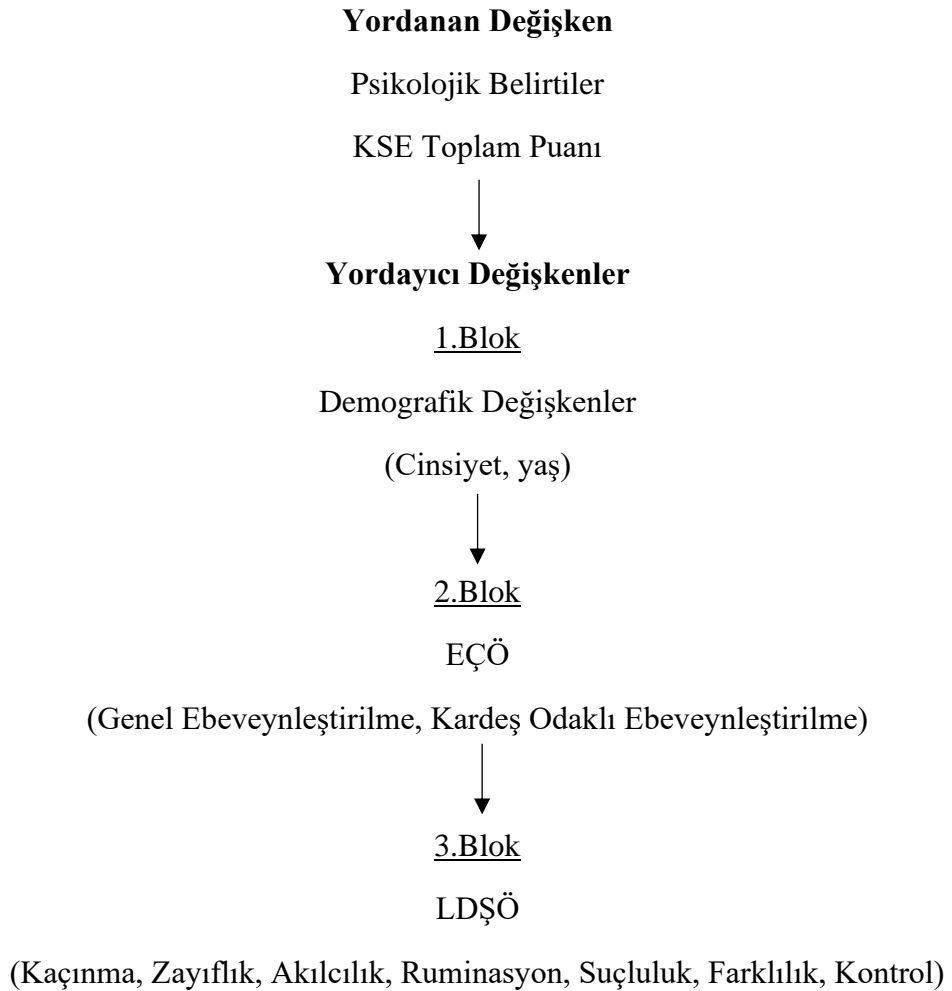 Yordanan Değişken
Psikolojik Belirtiler
KSE Toplam Puanı
Yordayıcı Değişkenler
1.Blok
Demografik Değişkenler
(Cinsiyet, yaş)
2.Blok
EÇÖ
(Genel Ebeveynleştirilme, Kardeş Odaklı Ebeveynleştirilme)
3.Blok
LDŞÖ
(Kaçınma, Zayıflık, Akılcılık, Ruminasyon, Suçluluk, Farklılık, Kontrol)